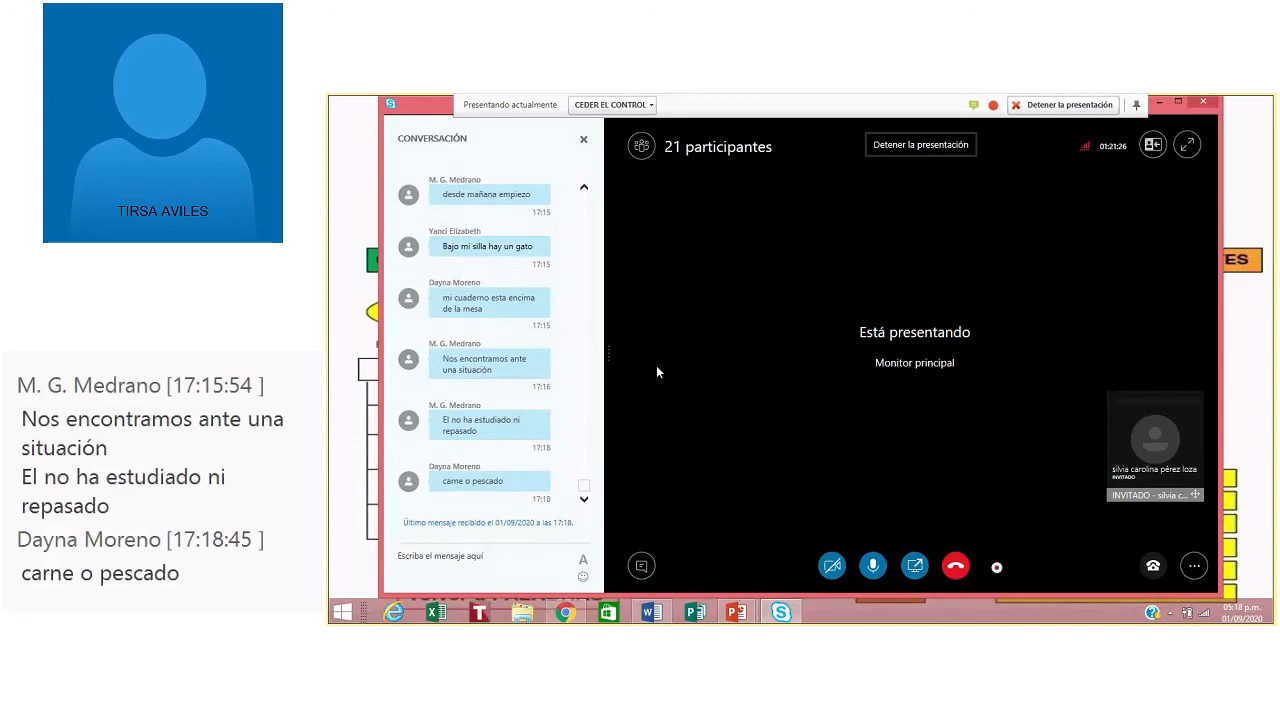 TIRSA AVILES
M. G. Medrano [17:15:54 ]
Nos encontramos ante una
situación
El no ha estudiado ni
repasado
Dayna Moreno [17:18:45 ]
carne o pescado
Presentando actualmente
CEDER EL CONTROL
Detener la presentación
CONVERSACIÓN
M. G. Medrano
desde mañana empiezo
17:15
Yanci Elizabeth
Bajo mi silla hay un gato
17:15
Dayna Moreno
mi cuaderno esta encima
de la mesa
17:15
M. G. Medrano
Nos encontramos ante
una situación
17:16
M. G. Medrano
El no ha estudiado ni
repasado
17:18
Dayna Moreno
carne o pescado
17:18
Último mensaje recibido el 01/09/2020 a las 17:18.
Escriba el mensaje aquí
21 participantes
Detener la presentación
01:21:26
Está presentando
Monitor principal
silvia carolina pérez loza
INVITADO
INVITADO - silvia c...
ES
05:18 p.m.
01/09/2020